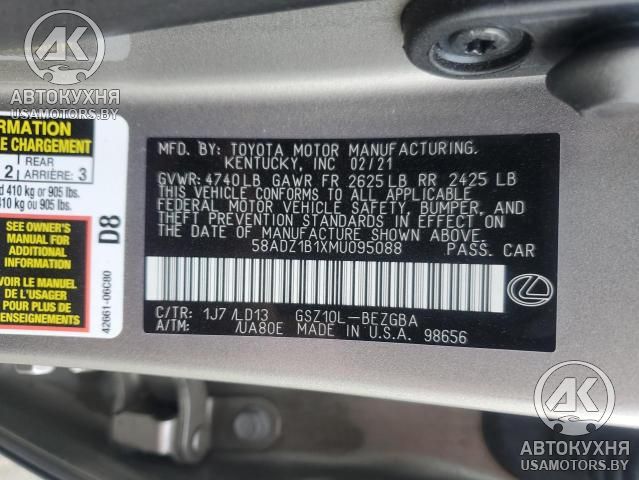 АК
АВТОКУХНЯ
USAMOTORS.BY
ORMATION
E CHARGEMENT
2 REAR ARRIÈRE: 3
d 410 kg or 905 lbs.
410 kg ou 905 lbs.
SEE OWNER'S
MANUAL FOR
ADDITIONAL
INFORMATION
VOIR LE MANUEL
DE L'USAGER
POUR PLUS DE
RENSEIGNEMENTS
D8
42661-06C80
MFD. BY: TOYOTA MOTOR MANUFACTURING.
KENTUCKY, INC 02/21
GVWR: 4740LB GAWR FR 2625LB RR 2425 LB
THIS VEHICLE CONFORMS TO ALL APPLICABLE
FEDERAL MOTOR VEHICLE SAFETY, BUMPER, AND
THEFT PREVENTION STANDARDS IN EFFECT ON
THE DATE OF MANUFACTURE SHOWN ABOVE.
58ADZ1B1XMU095088 PASS. CAR
C/TR: 1J7 /LD13 GSZ10L-BEZGBA
A/TM: /UA80E MADE IN U.S.A. 98656
АК
АВТОКУХНЯ
USAMOTORS.BY